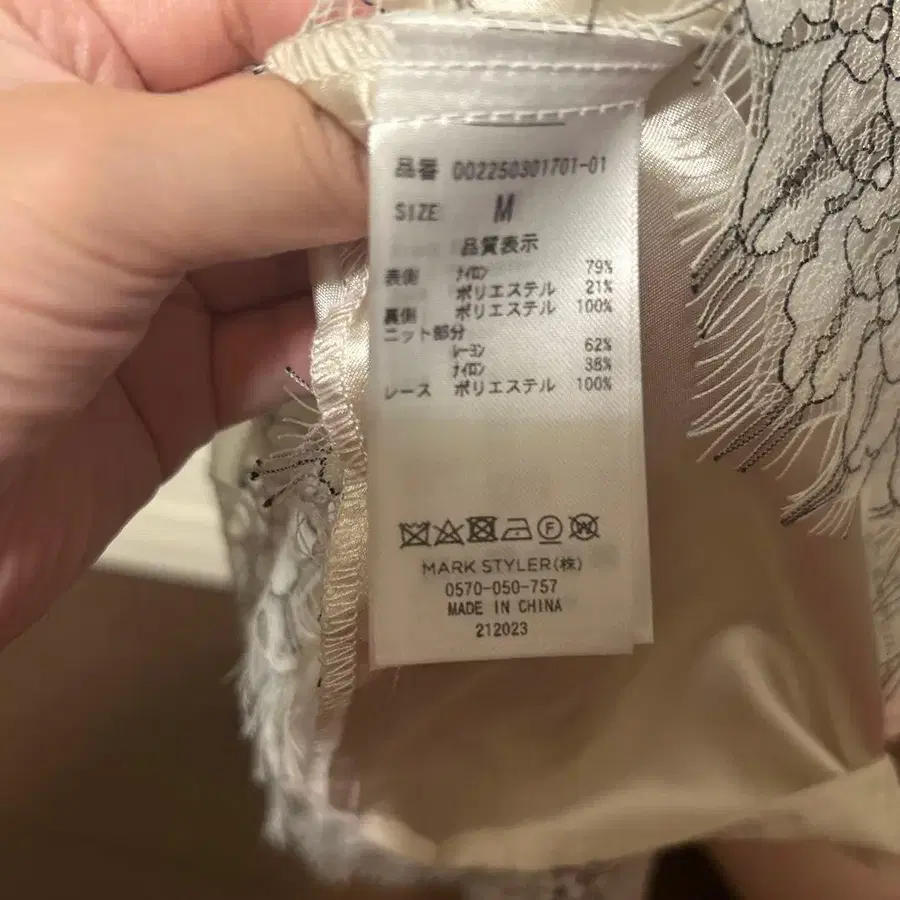 品番 D02250301701-01
SIZE M
品質表示
表側 ナイロン 79%
ポリエステル 21%
裏側 ポリエステル 100%
ニット部分
レーヨン 62%
ナイロン 38%
レース ポリエステル 100%
MARK STYLER(株)
0570-050-757
MADE IN CHINA
212023